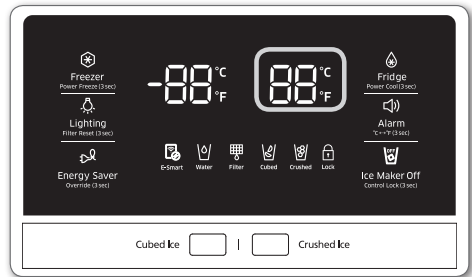 Freezer
Power Freeze (3 sec)
Lighting
Filter Reset (3 sec)
Energy Saver
Override (3 sec)
-88 °C °F
88 °C °F
E-Smart Water Filter Cubed Crushed Lock
Fridge
Power Cool (3 sec)
Alarm
°C ↔ °F (3 sec)
OFF
Ice Maker Off
Control Lock (3 sec)
Cubed Ice | Crushed Ice